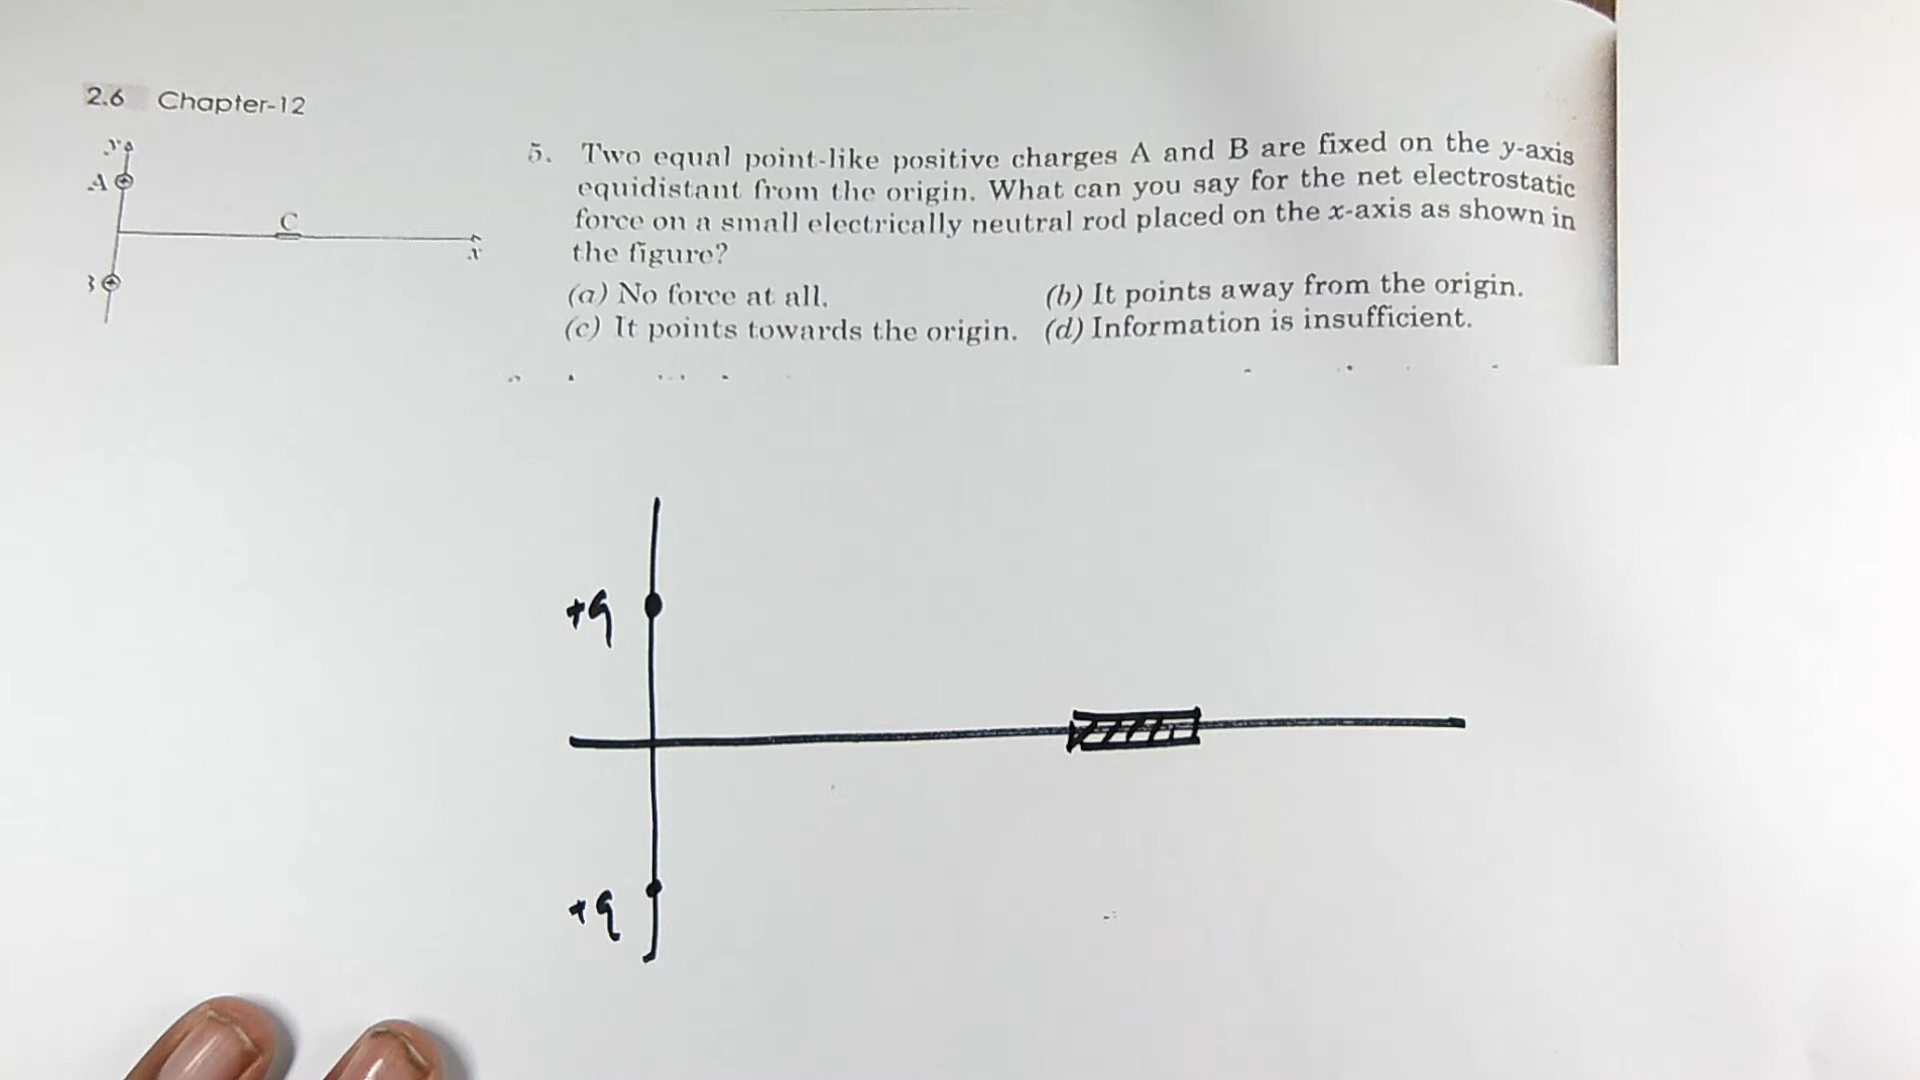 2.6 Chapter-12
y
A
C
x
B
5. Two equal point-like positive charges A and B are fixed on the y-axis
equidistant from the origin. What can you say for the net electrostatic
force on a small electrically neutral rod placed on the x-axis as shown in
the figure?
(a) No force at all. (b) It points away from the origin.
(c) It points towards the origin. (d) Information is insufficient.
+q
+q